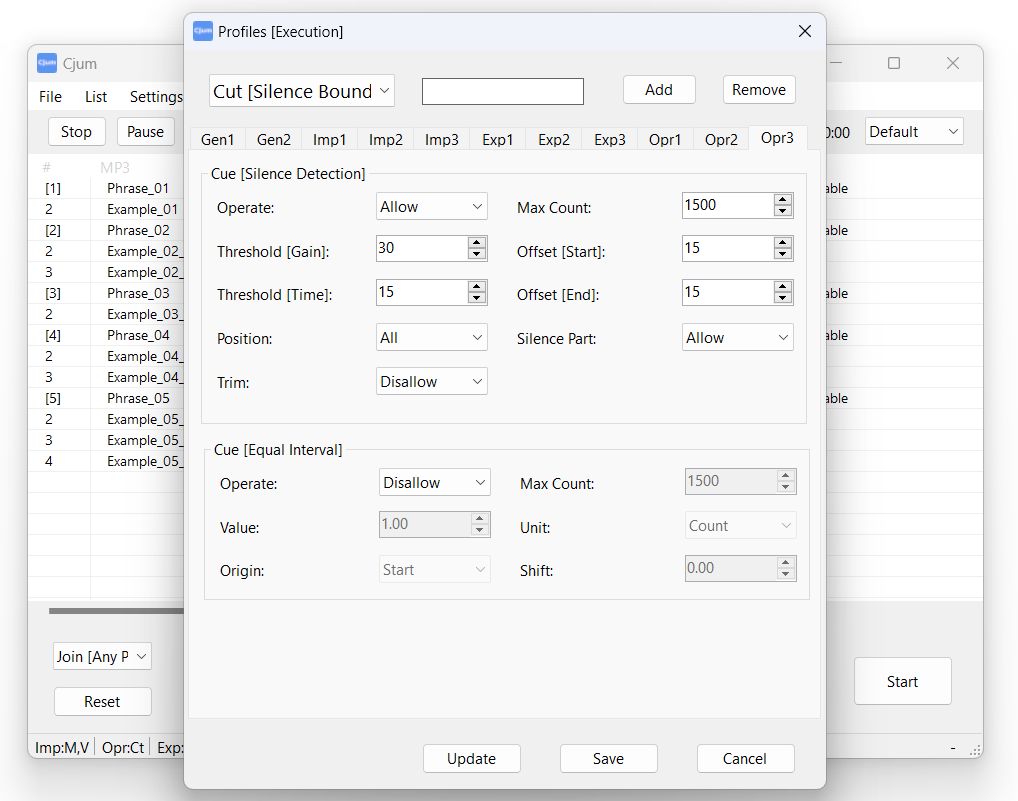 Cjum Profiles [Execution]
Cjum Cjum
File List Settings
Cut [Silence Bound Add Remove
Stop Pause 0:00 Default
Gen1 Gen2 Imp1 Imp2 Imp3 Exp1 Exp2 Exp3 Opr1 Opr2 Opr3
# MP3
Cue [Silence Detection]
Operate: Allow Max Count: 1500
Threshold [Gain]: 30 Offset [Start]: 15
Threshold [Time]: 15 Offset [End]: 15
Position: All Silence Part: Allow
Trim: Disallow
Cue [Equal Interval]
Operate: Disallow Max Count: 1500
Value: 1.00 Unit: Count
Origin: Start Shift: 0.00
Update Save Cancel
[1] Phrase_01 able
2 Example_01
[2] Phrase_02 able
2 Example_02_
3 Example_02_
[3] Phrase_03 able
2 Example_03_
[4] Phrase_04 able
2 Example_04_
3 Example_04_
[5] Phrase_05 able
2 Example_05_
3 Example_05_
4 Example_05_
Join [Any P
Reset
Start
Imp:M,V Opr:Ct Exp: -